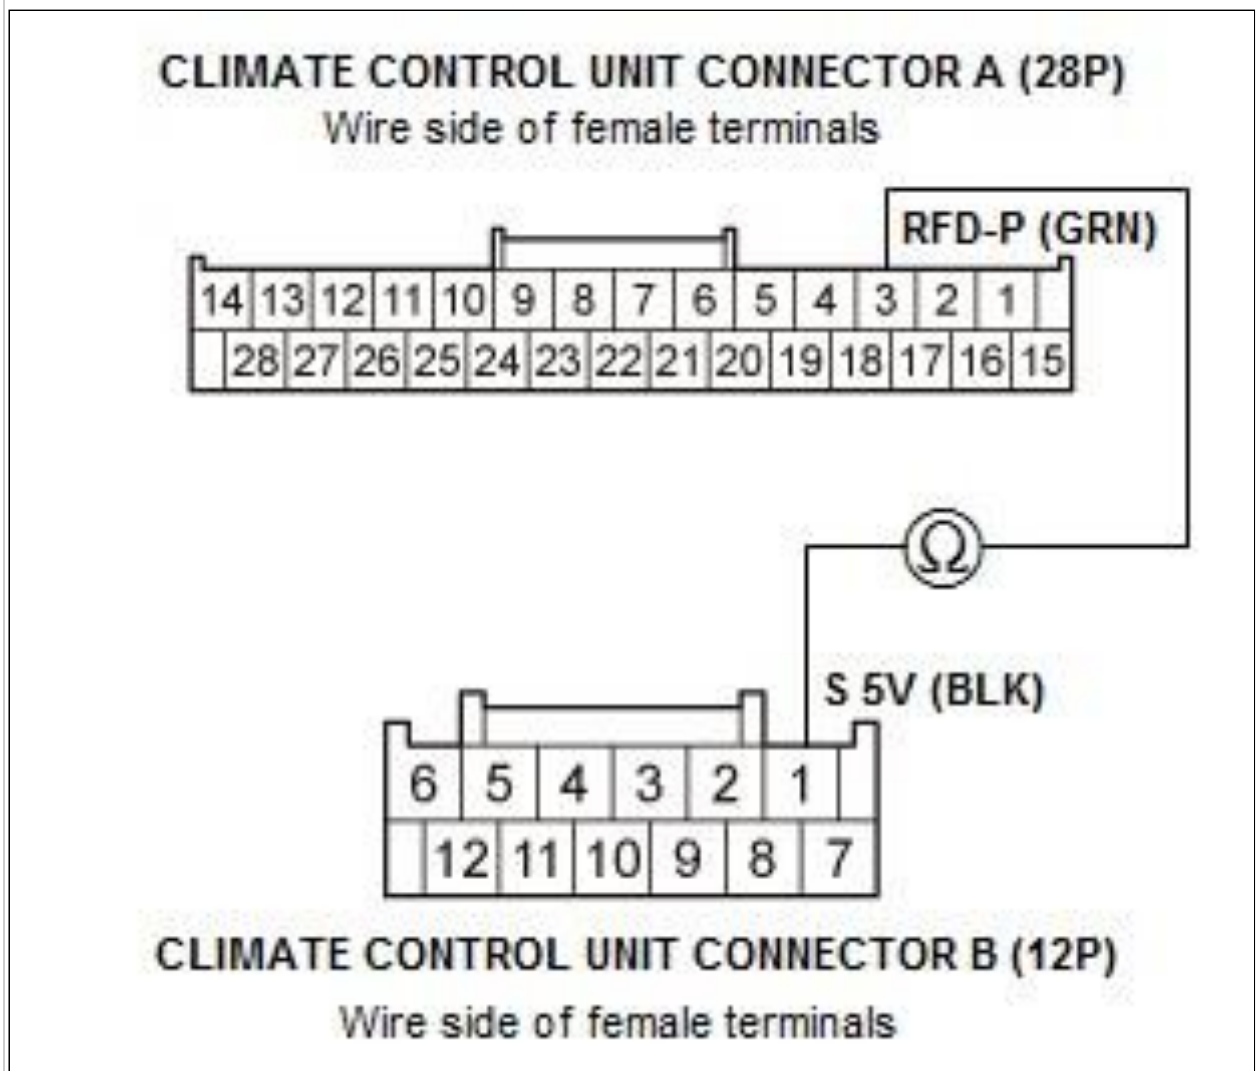 CLIMATE CONTROL UNIT CONNECTOR A (28P)
Wire side of female terminals
RFD-P (GRN)
14 13 12 11 10 9 8 7 6 5 4 3 2 1
28 27 26 25 24 23 22 21 20 19 18 17 16 15
Ω
S 5V (BLK)
6 5 4 3 2 1
12 11 10 9 8 7
CLIMATE CONTROL UNIT CONNECTOR B (12P)
Wire side of female terminals